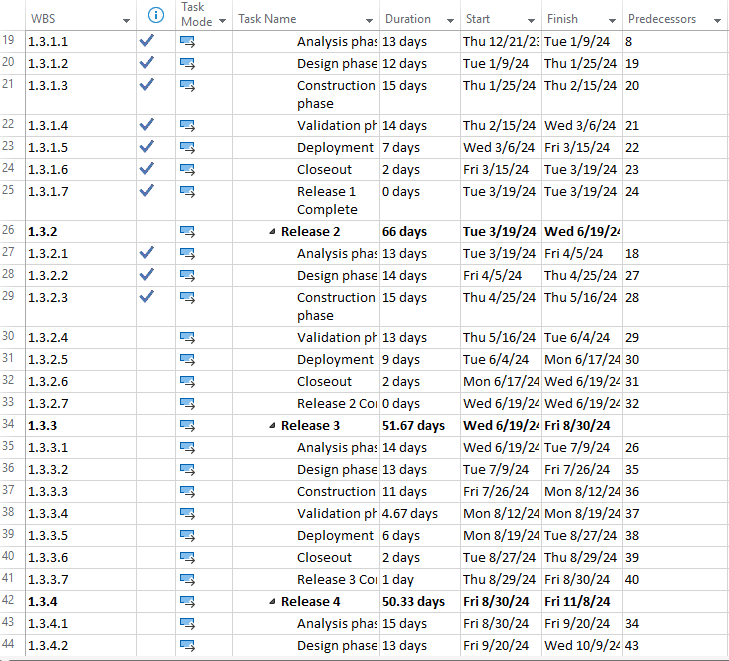 WBS Task Mode Task Name Duration Start Finish Predecessors
19 1.3.1.1 Analysis phas 13 days Thu 12/21/23 Tue 1/9/24 8
20 1.3.1.2 Design phase 12 days Tue 1/9/24 Thu 1/25/24 19
21 1.3.1.3 Construction phase 15 days Thu 1/25/24 Thu 2/15/24 20
22 1.3.1.4 Validation ph 14 days Thu 2/15/24 Wed 3/6/24 21
23 1.3.1.5 Deployment 7 days Wed 3/6/24 Fri 3/15/24 22
24 1.3.1.6 Closeout 2 days Fri 3/15/24 Tue 3/19/24 23
25 1.3.1.7 Release 1 Complete 0 days Tue 3/19/24 Tue 3/19/24 24
26 1.3.2 Release 2 66 days Tue 3/19/24 Wed 6/19/24
27 1.3.2.1 Analysis phas 13 days Tue 3/19/24 Fri 4/5/24 18
28 1.3.2.2 Design phase 14 days Fri 4/5/24 Thu 4/25/24 27
29 1.3.2.3 Construction phase 15 days Thu 4/25/24 Thu 5/16/24 28
30 1.3.2.4 Validation ph 13 days Thu 5/16/24 Tue 6/4/24 29
31 1.3.2.5 Deployment 9 days Tue 6/4/24 Mon 6/17/24 30
32 1.3.2.6 Closeout 2 days Mon 6/17/24 Wed 6/19/24 31
33 1.3.2.7 Release 2 Co 0 days Wed 6/19/24 Wed 6/19/24 32
34 1.3.3 Release 3 51.67 days Wed 6/19/24 Fri 8/30/24
35 1.3.3.1 Analysis phas 14 days Wed 6/19/24 Tue 7/9/24 26
36 1.3.3.2 Design phase 13 days Tue 7/9/24 Fri 7/26/24 35
37 1.3.3.3 Construction 11 days Fri 7/26/24 Mon 8/12/24 36
38 1.3.3.4 Validation ph 4.67 days Mon 8/12/24 Mon 8/19/24 37
39 1.3.3.5 Deployment 6 days Mon 8/19/24 Tue 8/27/24 38
40 1.3.3.6 Closeout 2 days Tue 8/27/24 Thu 8/29/24 39
41 1.3.3.7 Release 3 Co 1 day Thu 8/29/24 Fri 8/30/24 40
42 1.3.4 Release 4 50.33 days Fri 8/30/24 Fri 11/8/24
43 1.3.4.1 Analysis phas 15 days Fri 8/30/24 Fri 9/20/24 34
44 1.3.4.2 Design phase 13 days Fri 9/20/24 Wed 10/9/24 43